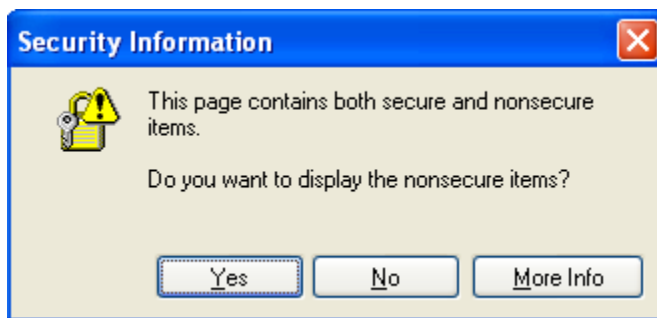 Security Information
This page contains both secure and nonsecure
items.
Do you want to display the nonsecure items?
Yes
No
More Info